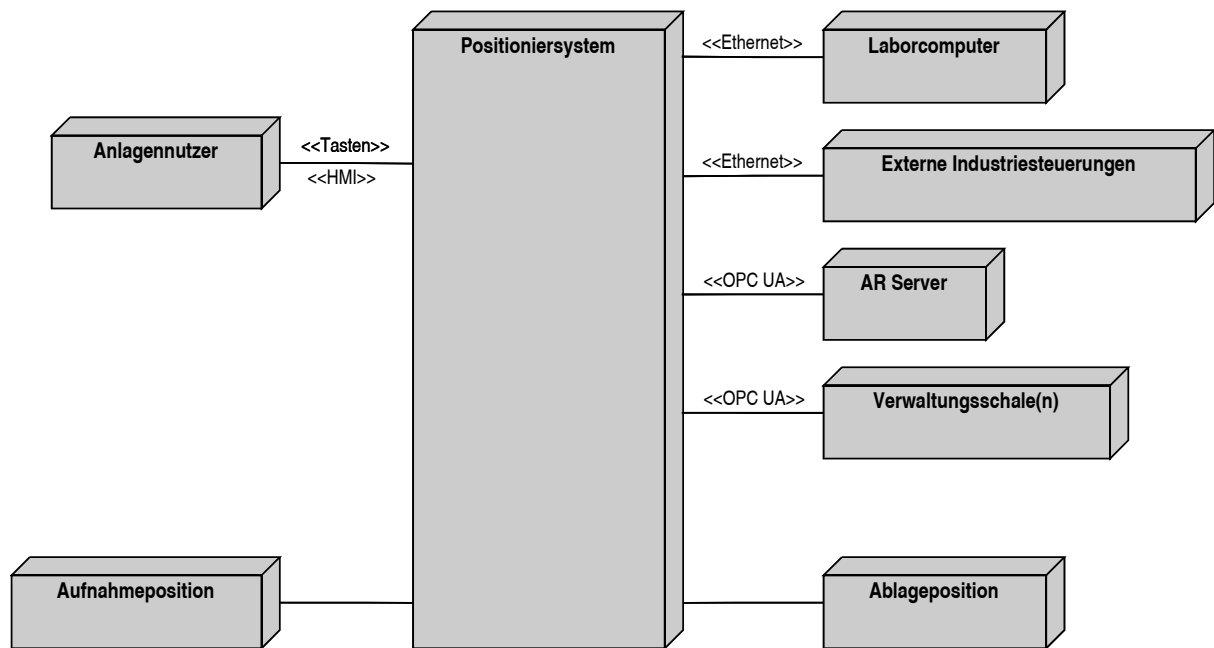 Positioniersystem
<<Ethernet>>
Laborcomputer
Anlagennutzer
<<Tasten>>
<<HMI>>
<<Ethernet>>
Externe Industriesteuerungen
<<OPC UA>>
AR Server
<<OPC UA>>
Verwaltungsschale(n)
Aufnahmeposition
Ablageposition